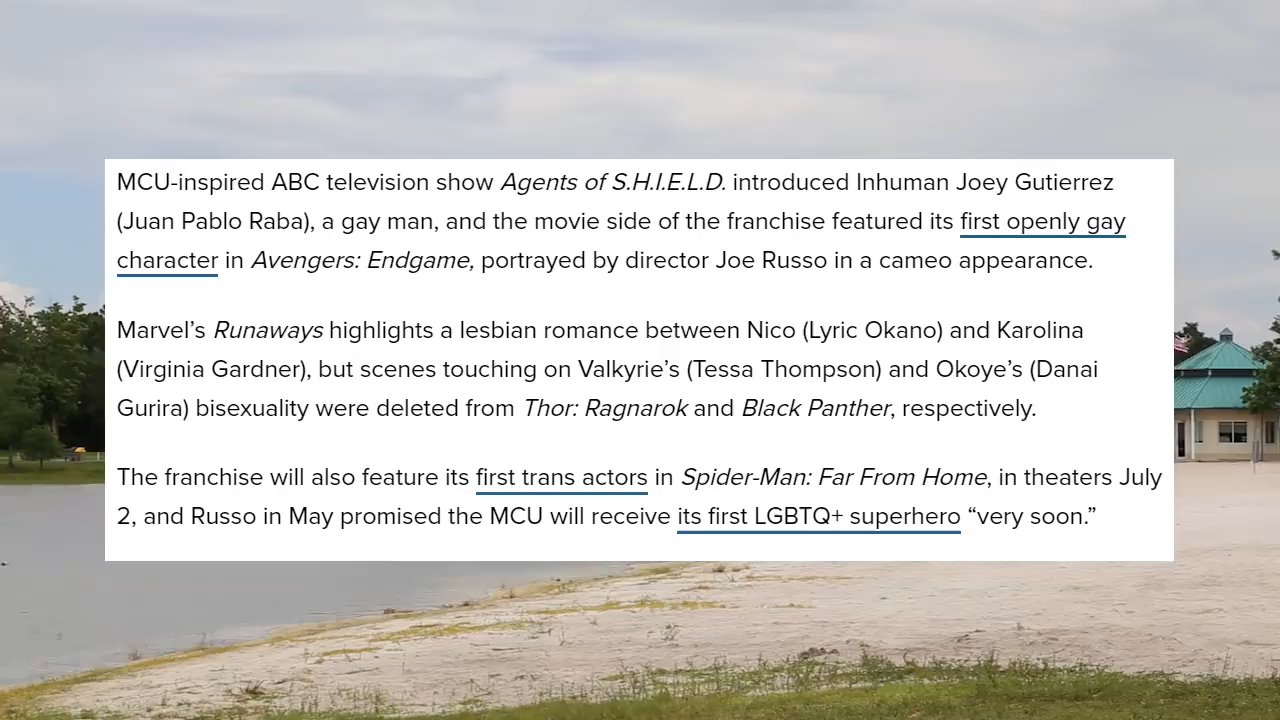 MCU-inspired ABC television show Agents of S.H.I.E.L.D. introduced Inhuman Joey Gutierrez
(Juan Pablo Raba), a gay man, and the movie side of the franchise featured its first openly gay
character in Avengers: Endgame, portrayed by director Joe Russo in a cameo appearance.
Marvel’s Runaways highlights a lesbian romance between Nico (Lyric Okano) and Karolina
(Virginia Gardner), but scenes touching on Valkyrie’s (Tessa Thompson) and Okoye’s (Danai
Gurira) bisexuality were deleted from Thor: Ragnarok and Black Panther, respectively.
The franchise will also feature its first trans actors in Spider-Man: Far From Home, in theaters July
2, and Russo in May promised the MCU will receive its first LGBTQ+ superhero “very soon.”